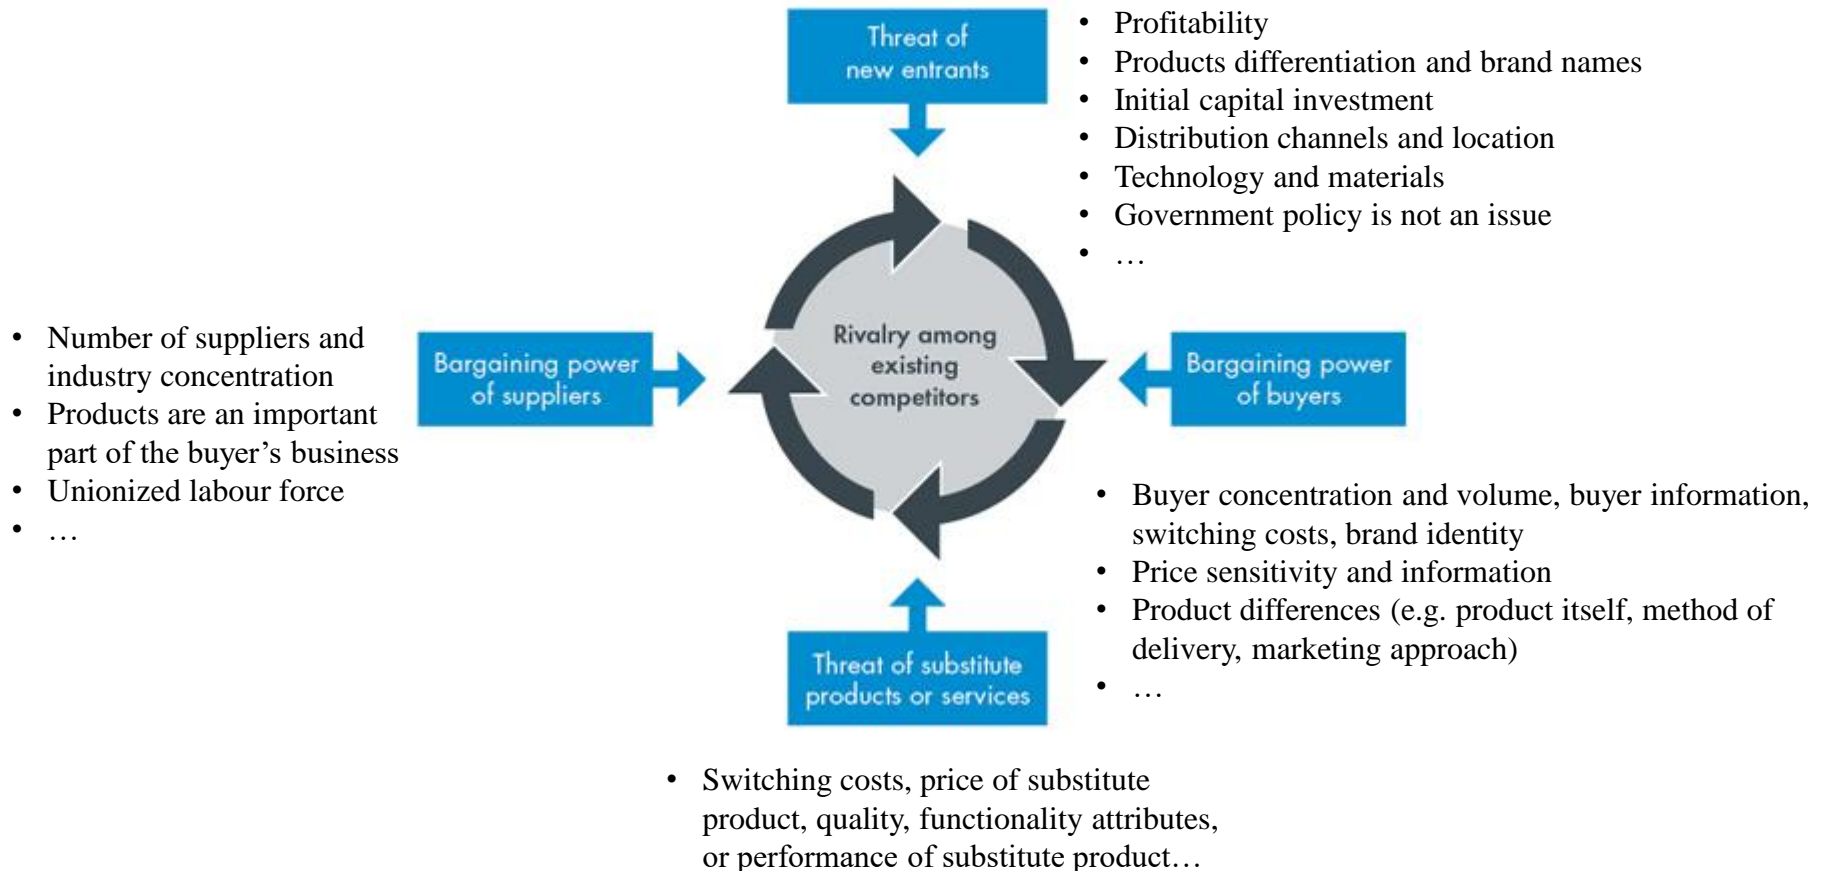 Threat of
new entrants
• Profitability
• Products differentiation and brand names
• Initial capital investment
• Distribution channels and location
• Technology and materials
• Government policy is not an issue
• …
• Number of suppliers and
industry concentration
• Products are an important
part of the buyer’s business
• Unionized labour force
• …
Bargaining power
of suppliers
Rivalry among
existing
competitors
Bargaining power
of buyers
• Buyer concentration and volume, buyer information,
switching costs, brand identity
• Price sensitivity and information
• Product differences (e.g. product itself, method of
delivery, marketing approach)
• …
Threat of substitute
products or services
• Switching costs, price of substitute
product, quality, functionality attributes,
or performance of substitute product…